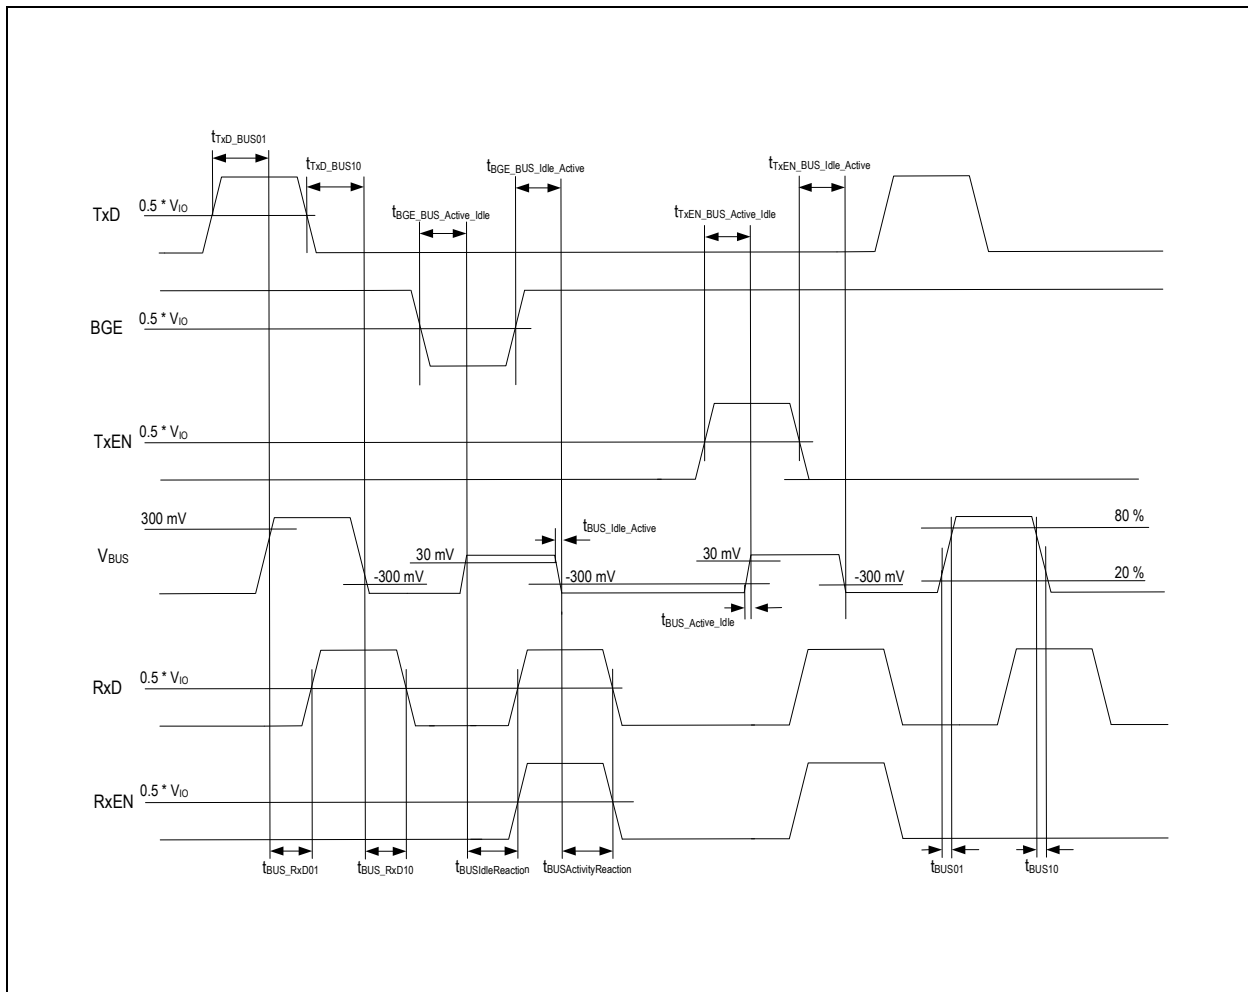 tTxD_BUS01
tTxD_BUS10
tBGE_BUS_Idle_Active
tTxEN_BUS_Idle_Active
TxD 0.5 * VIO
tBGE_BUS_Active_Idle
tTxEN_BUS_Active_Idle
BGE 0.5 * VIO
TxEN 0.5 * VIO
300 mV
tBUS_Idle_Active
80 %
VBUS
30 mV
30 mV
-300 mV
-300 mV
-300 mV
20 %
tBUS_Active_Idle
RxD 0.5 * VIO
RxEN 0.5 * VIO
tBUS_RxD01
tBUS_RxD10
tBUSIdleReaction
tBUSActivityReaction
tBUS01
tBUS10